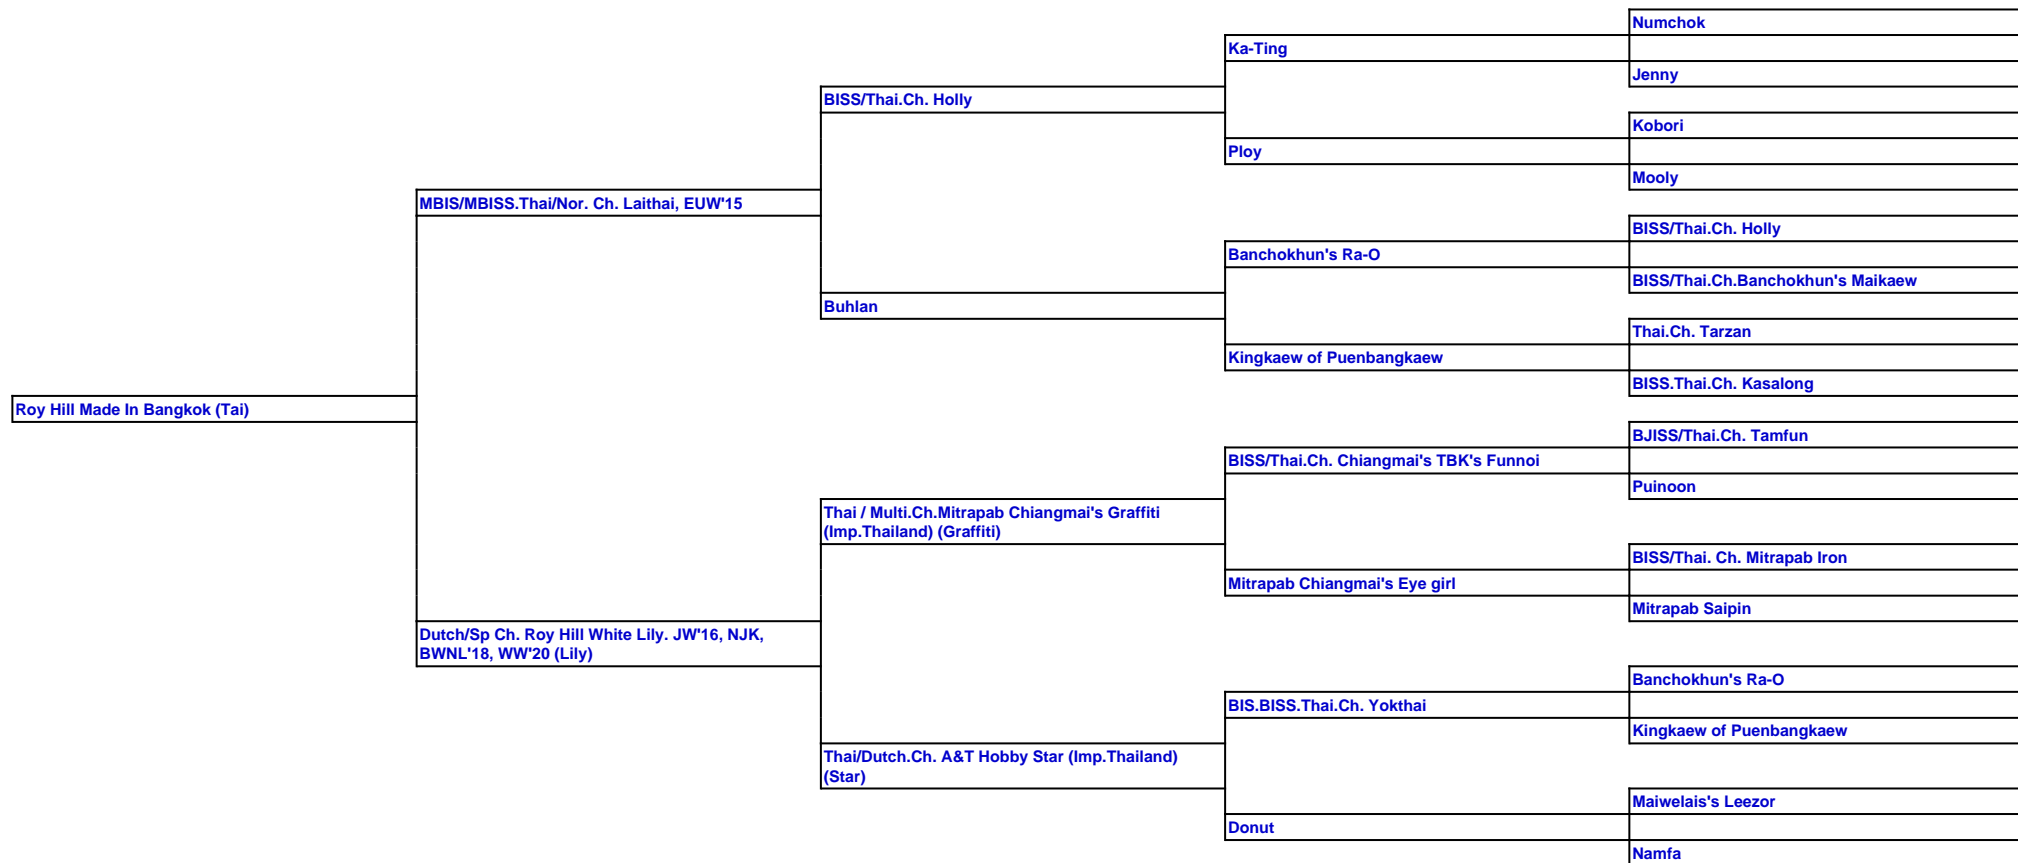 Numchok
Ka-Ting
Jenny
BISS/Thai.Ch. Holly
Kobori
Ploy
Mooly
MBIS/MBISS.Thai/Nor. Ch. Laithai, EUW'15
BISS/Thai.Ch. Holly
Banchokhun's Ra-O
BISS/Thai.Ch.Banchokhun's Maikaew
Buhlan
Thai.Ch. Tarzan
Kingkaew of Puenbangkaew
BISS.Thai.Ch. Kasalong
Roy Hill Made In Bangkok (Tai)
BJISS/Thai.Ch. Tamfun
BISS/Thai.Ch. Chiangmai's TBK's Funnoi
Puinoon
Thai / Multi.Ch.Mitrapab Chiangmai's Graffiti
(Imp.Thailand) (Graffiti)
BISS/Thai. Ch. Mitrapab Iron
Mitrapab Chiangmai's Eye girl
Mitrapab Saipin
Dutch/Sp Ch. Roy Hill White Lily. JW'16, NJK,
BWNL'18, WW'20 (Lily)
Banchokhun's Ra-O
BIS.BISS.Thai.Ch. Yokthai
Kingkaew of Puenbangkaew
Thai/Dutch.Ch. A&T Hobby Star (Imp.Thailand)
(Star)
Maiwelais's Leezor
Donut
Namfa